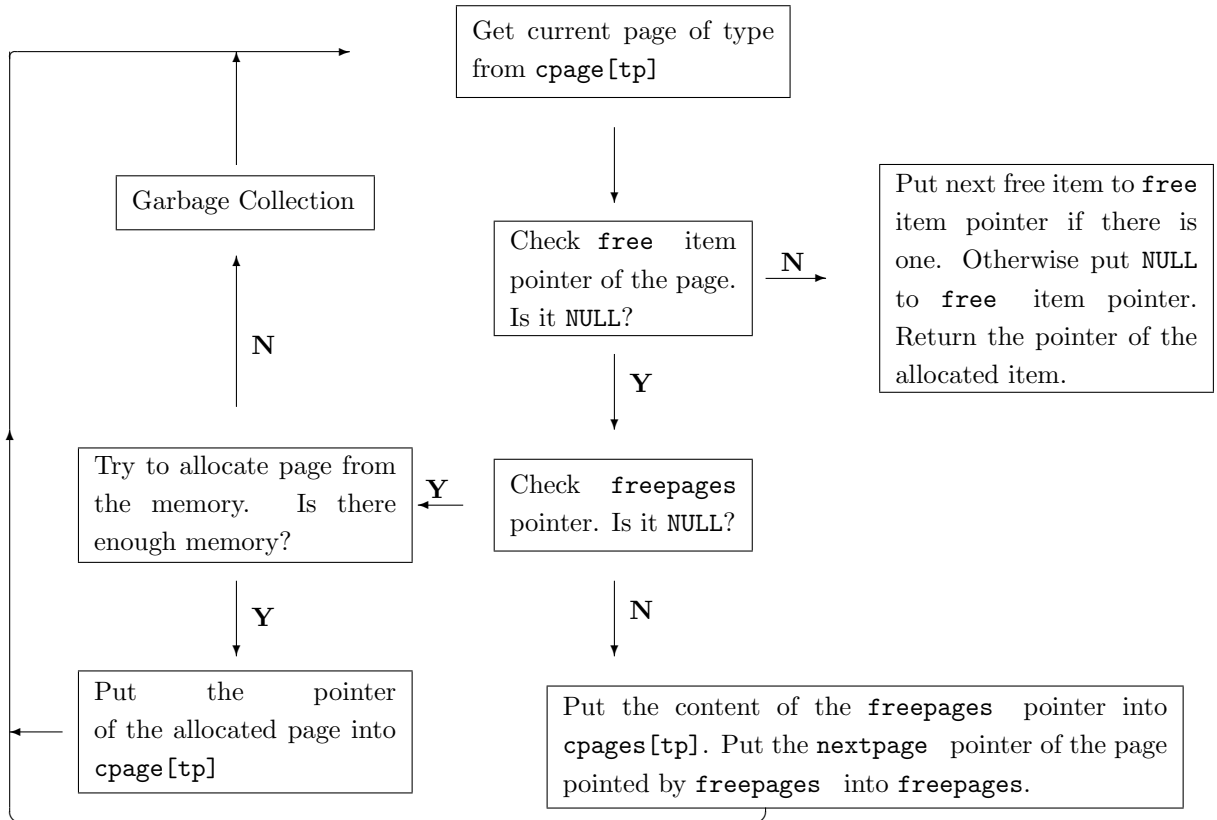 Get current page of type
from cpage[tp]
Garbage Collection
Put next free item to free
item pointer if there is
one. Otherwise put NULL
to free item pointer.
Return the pointer of the
allocated item.
Check free item
pointer of the page.
Is it NULL?
N
N
Y
Try to allocate page from
the memory. Is there
enough memory?
Y
Check freepages
pointer. Is it NULL?
Y
N
Put the pointer
of the allocated page into
cpage[tp]
Put the content of the freepages pointer into
cpages[tp]. Put the nextpage pointer of the page
pointed by freepages into freepages.